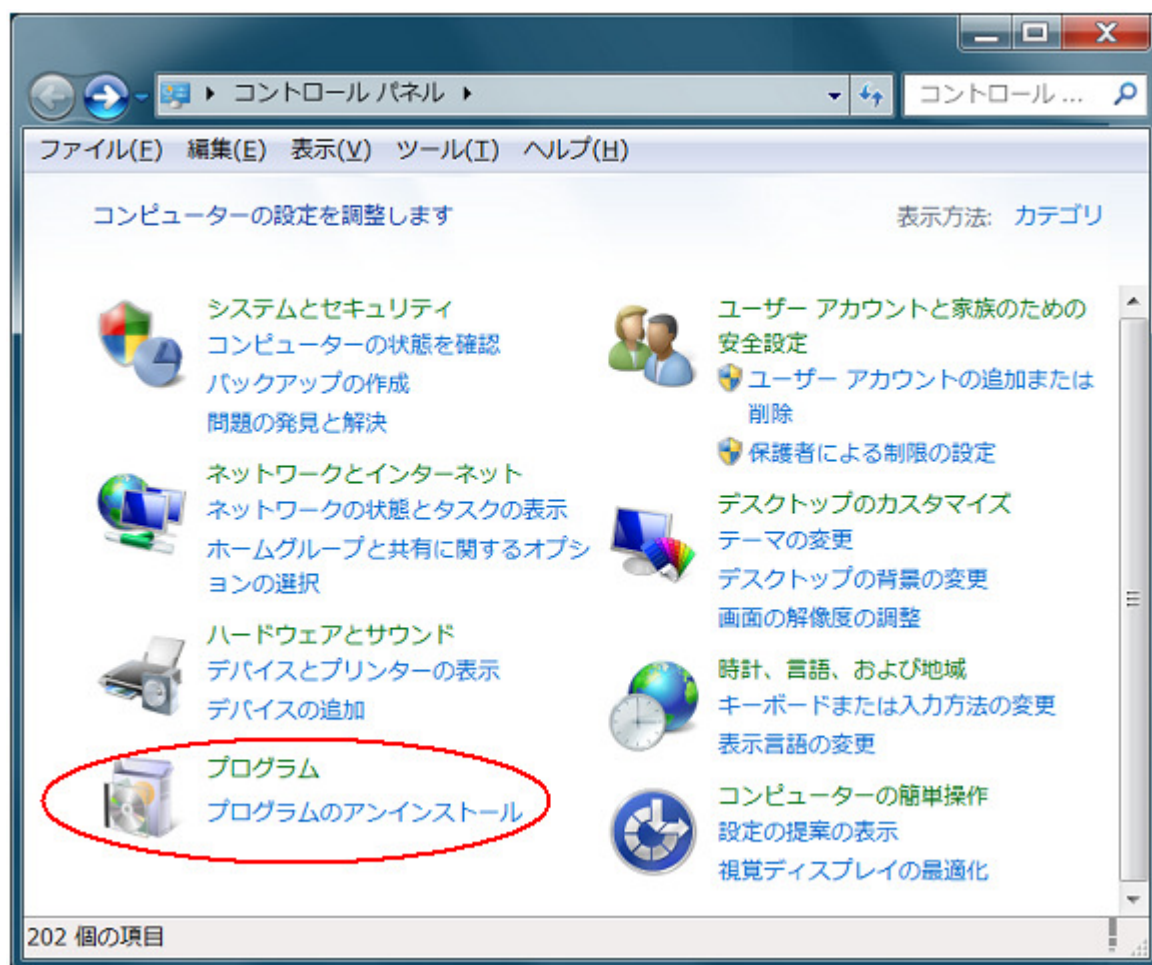 コントロール パネル
コントロール ...
ファイル(F) 編集(E) 表示(V) ツール(T) ヘルプ(H)
コンピューターの設定を調整します
表示方法: カテゴリ
システムとセキュリティ
コンピューターの状態を確認
バックアップの作成
問題の発見と解決
ネットワークとインターネット
ネットワークの状態とタスクの表示
ホームグループと共有に関するオプシ
ョンの選択
ハードウェアとサウンド
デバイスとプリンターの表示
デバイスの追加
プログラム
プログラムのアンインストール
ユーザー アカウントと家族のための
安全設定
ユーザー アカウントの追加または
削除
保護者による制限の設定
デスクトップのカスタマイズ
テーマの変更
デスクトップの背景の変更
画面の解像度の調整
時計、言語、および地域
キーボードまたは入力方法の変更
表示言語の変更
コンピューターの簡単操作
設定の提案の表示
視覚ディスプレイの最適化
202 個の項目